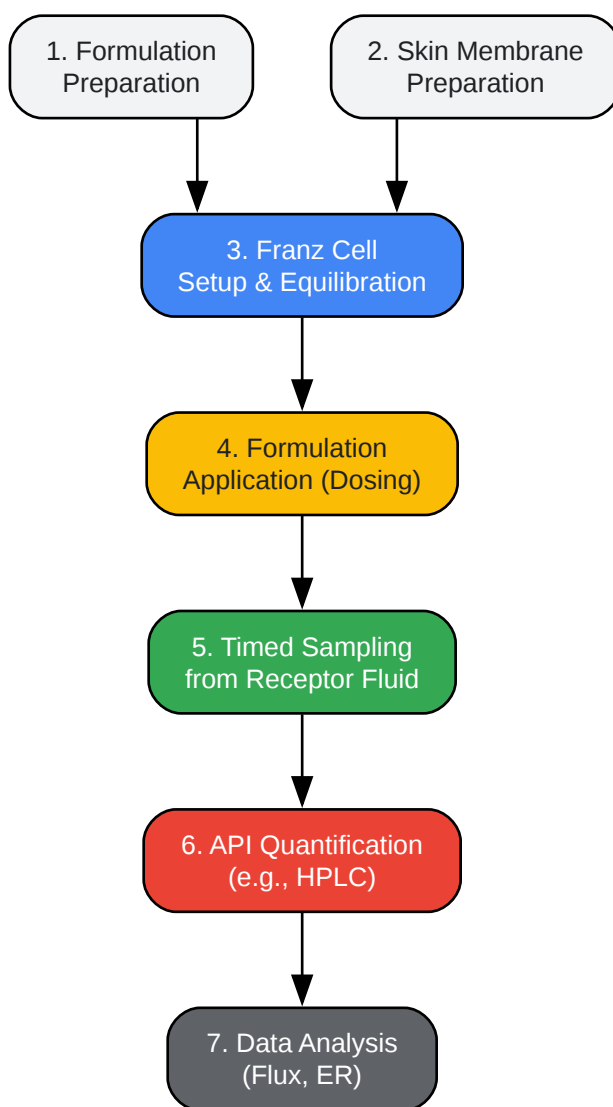 1. Formulation
Preparation
2. Skin Membrane
Preparation
3. Franz Cell
Setup & Equilibration
4. Formulation
Application (Dosing)
5. Timed Sampling
from Receptor Fluid
6. API Quantification
(e.g., HPLC)
7. Data Analysis
(Flux, ER)